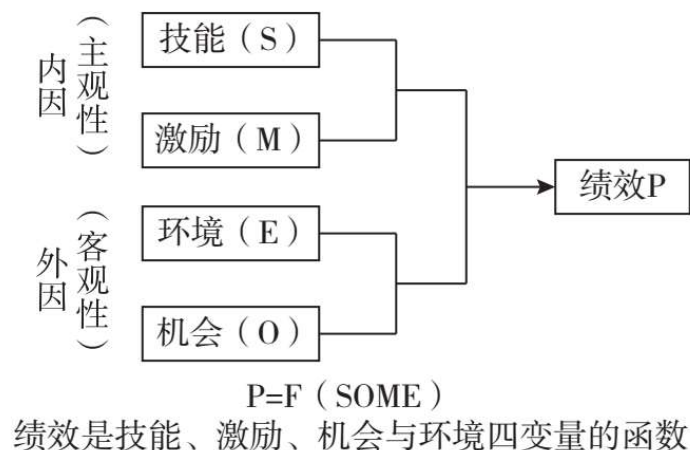 内因
（主观性）
技能（S）
激励（M）
外因
（客观性）
环境（E）
机会（O）
绩效P
P=F（SOME）
绩效是技能、激励、机会与环境四变量的函数